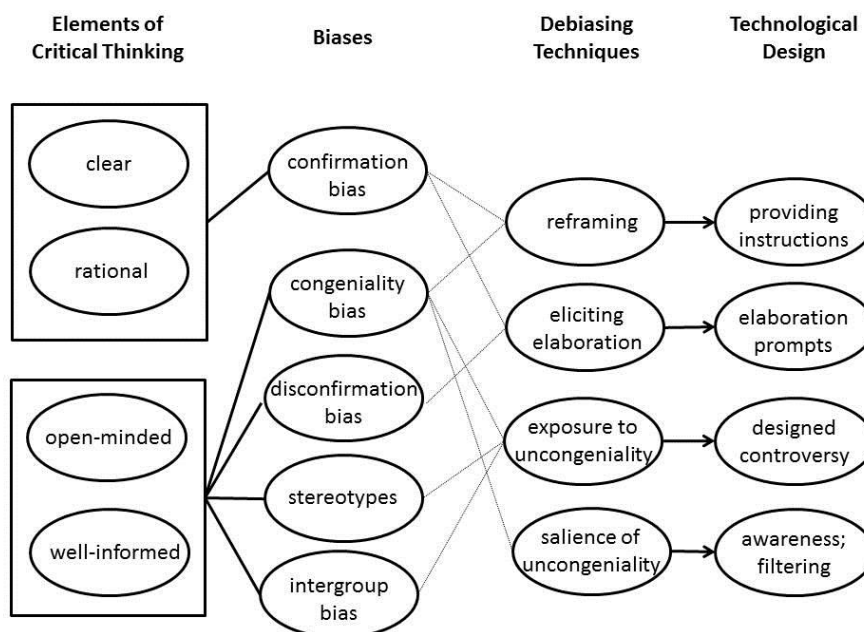 Elements of
Critical Thinking
Biases
Debiasing
Techniques
Technological
Design
clear
rational
open-minded
well-informed
confirmation
bias
congeniality
bias
disconfirmation
bias
stereotypes
intergroup
bias
reframing
eliciting
elaboration
exposure to
uncongeniality
salience of
uncongeniality
providing
instructions
elaboration
prompts
designed
controversy
awareness;
filtering